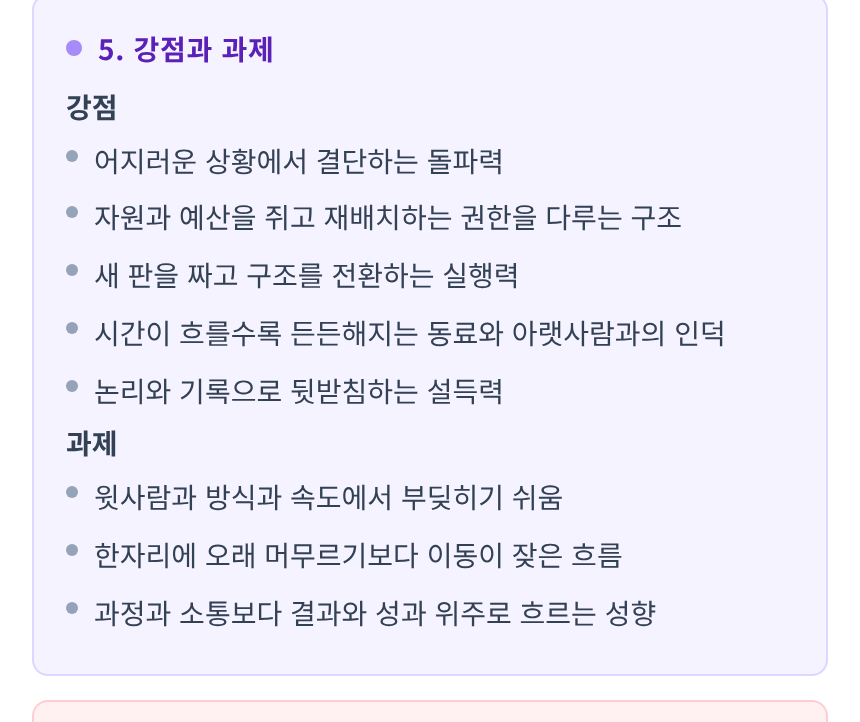 5. 강점과 과제
강점
어지러운 상황에서 결단하는 돌파력
자원과 예산을 쥐고 재배치하는 권한을 다루는 구조
새 판을 짜고 구조를 전환하는 실행력
시간이 흐를수록 든든해지는 동료와 아랫사람과의 인덕
논리와 기록으로 뒷받침하는 설득력
과제
윗사람과 방식과 속도에서 부딪히기 쉬움
한자리에 오래 머무르기보다 이동이 잦은 흐름
과정과 소통보다 결과와 성과 위주로 흐르는 성향